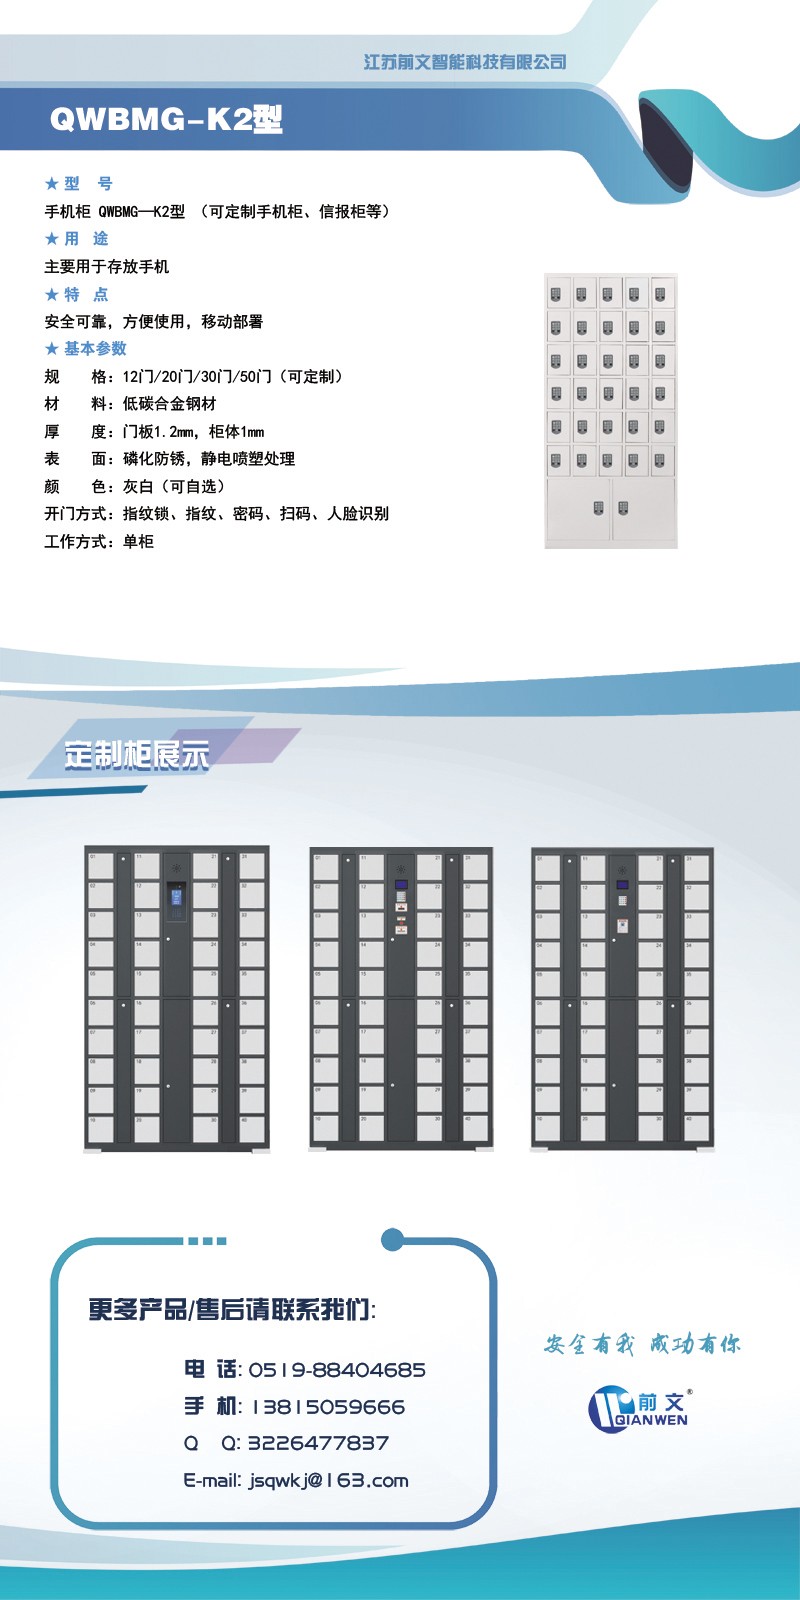 江苏前文智能科技有限公司
QWBMG-K2型
★ 型 号
手机柜 QWBMG—K2型 （可定制手机柜、信报柜等）
★ 用 途
主要用于存放手机
★ 特 点
安全可靠，方便使用，移动部署
★ 基本参数
规 格：12门/20门/30门/50门（可定制）
材 料：低碳合金钢材
厚 度：门板1.2mm，柜体1mm
表 面：磷化防锈，静电喷塑处理
颜 色：灰白（可自选）
开门方式：指纹锁、指纹、密码、扫码、人脸识别
工作方式：单柜
定制柜展示
更多产品/售后请联系我们:
电 话: 0519-88404685
手 机: 13815059666
Q Q: 3226477837
E-mail: jsqwkj@163.com
安全有我 成功有你
前文®
QIANWEN